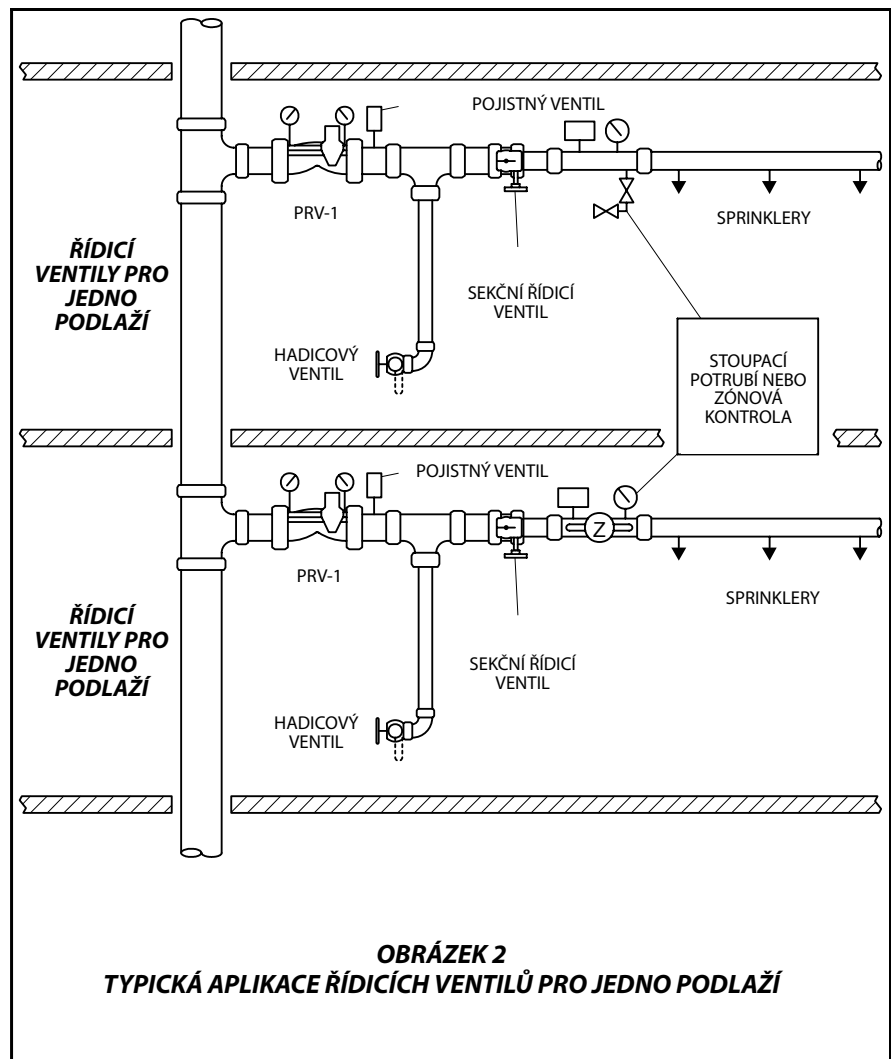 POJISTNÝ VENTIL
PRV-1
SPRINKLERY
ŘÍDICÍ
VENTILY PRO
JEDNO
PODLAŽÍ
SEKČNÍ ŘÍDICÍ
VENTIL
HADICOVÝ
VENTIL
STOUPACÍ
POTRUBÍ NEBO
ZÓNOVÁ
KONTROLA
POJISTNÝ VENTIL
Z
PRV-1
SPRINKLERY
ŘÍDICÍ
VENTILY PRO
JEDNO
PODLAŽÍ
SEKČNÍ ŘÍDICÍ
VENTIL
HADICOVÝ
VENTIL
OBRÁZEK 2
TYPICKÁ APLIKACE ŘÍDICÍCH VENTILŮ PRO JEDNO PODLAŽÍ